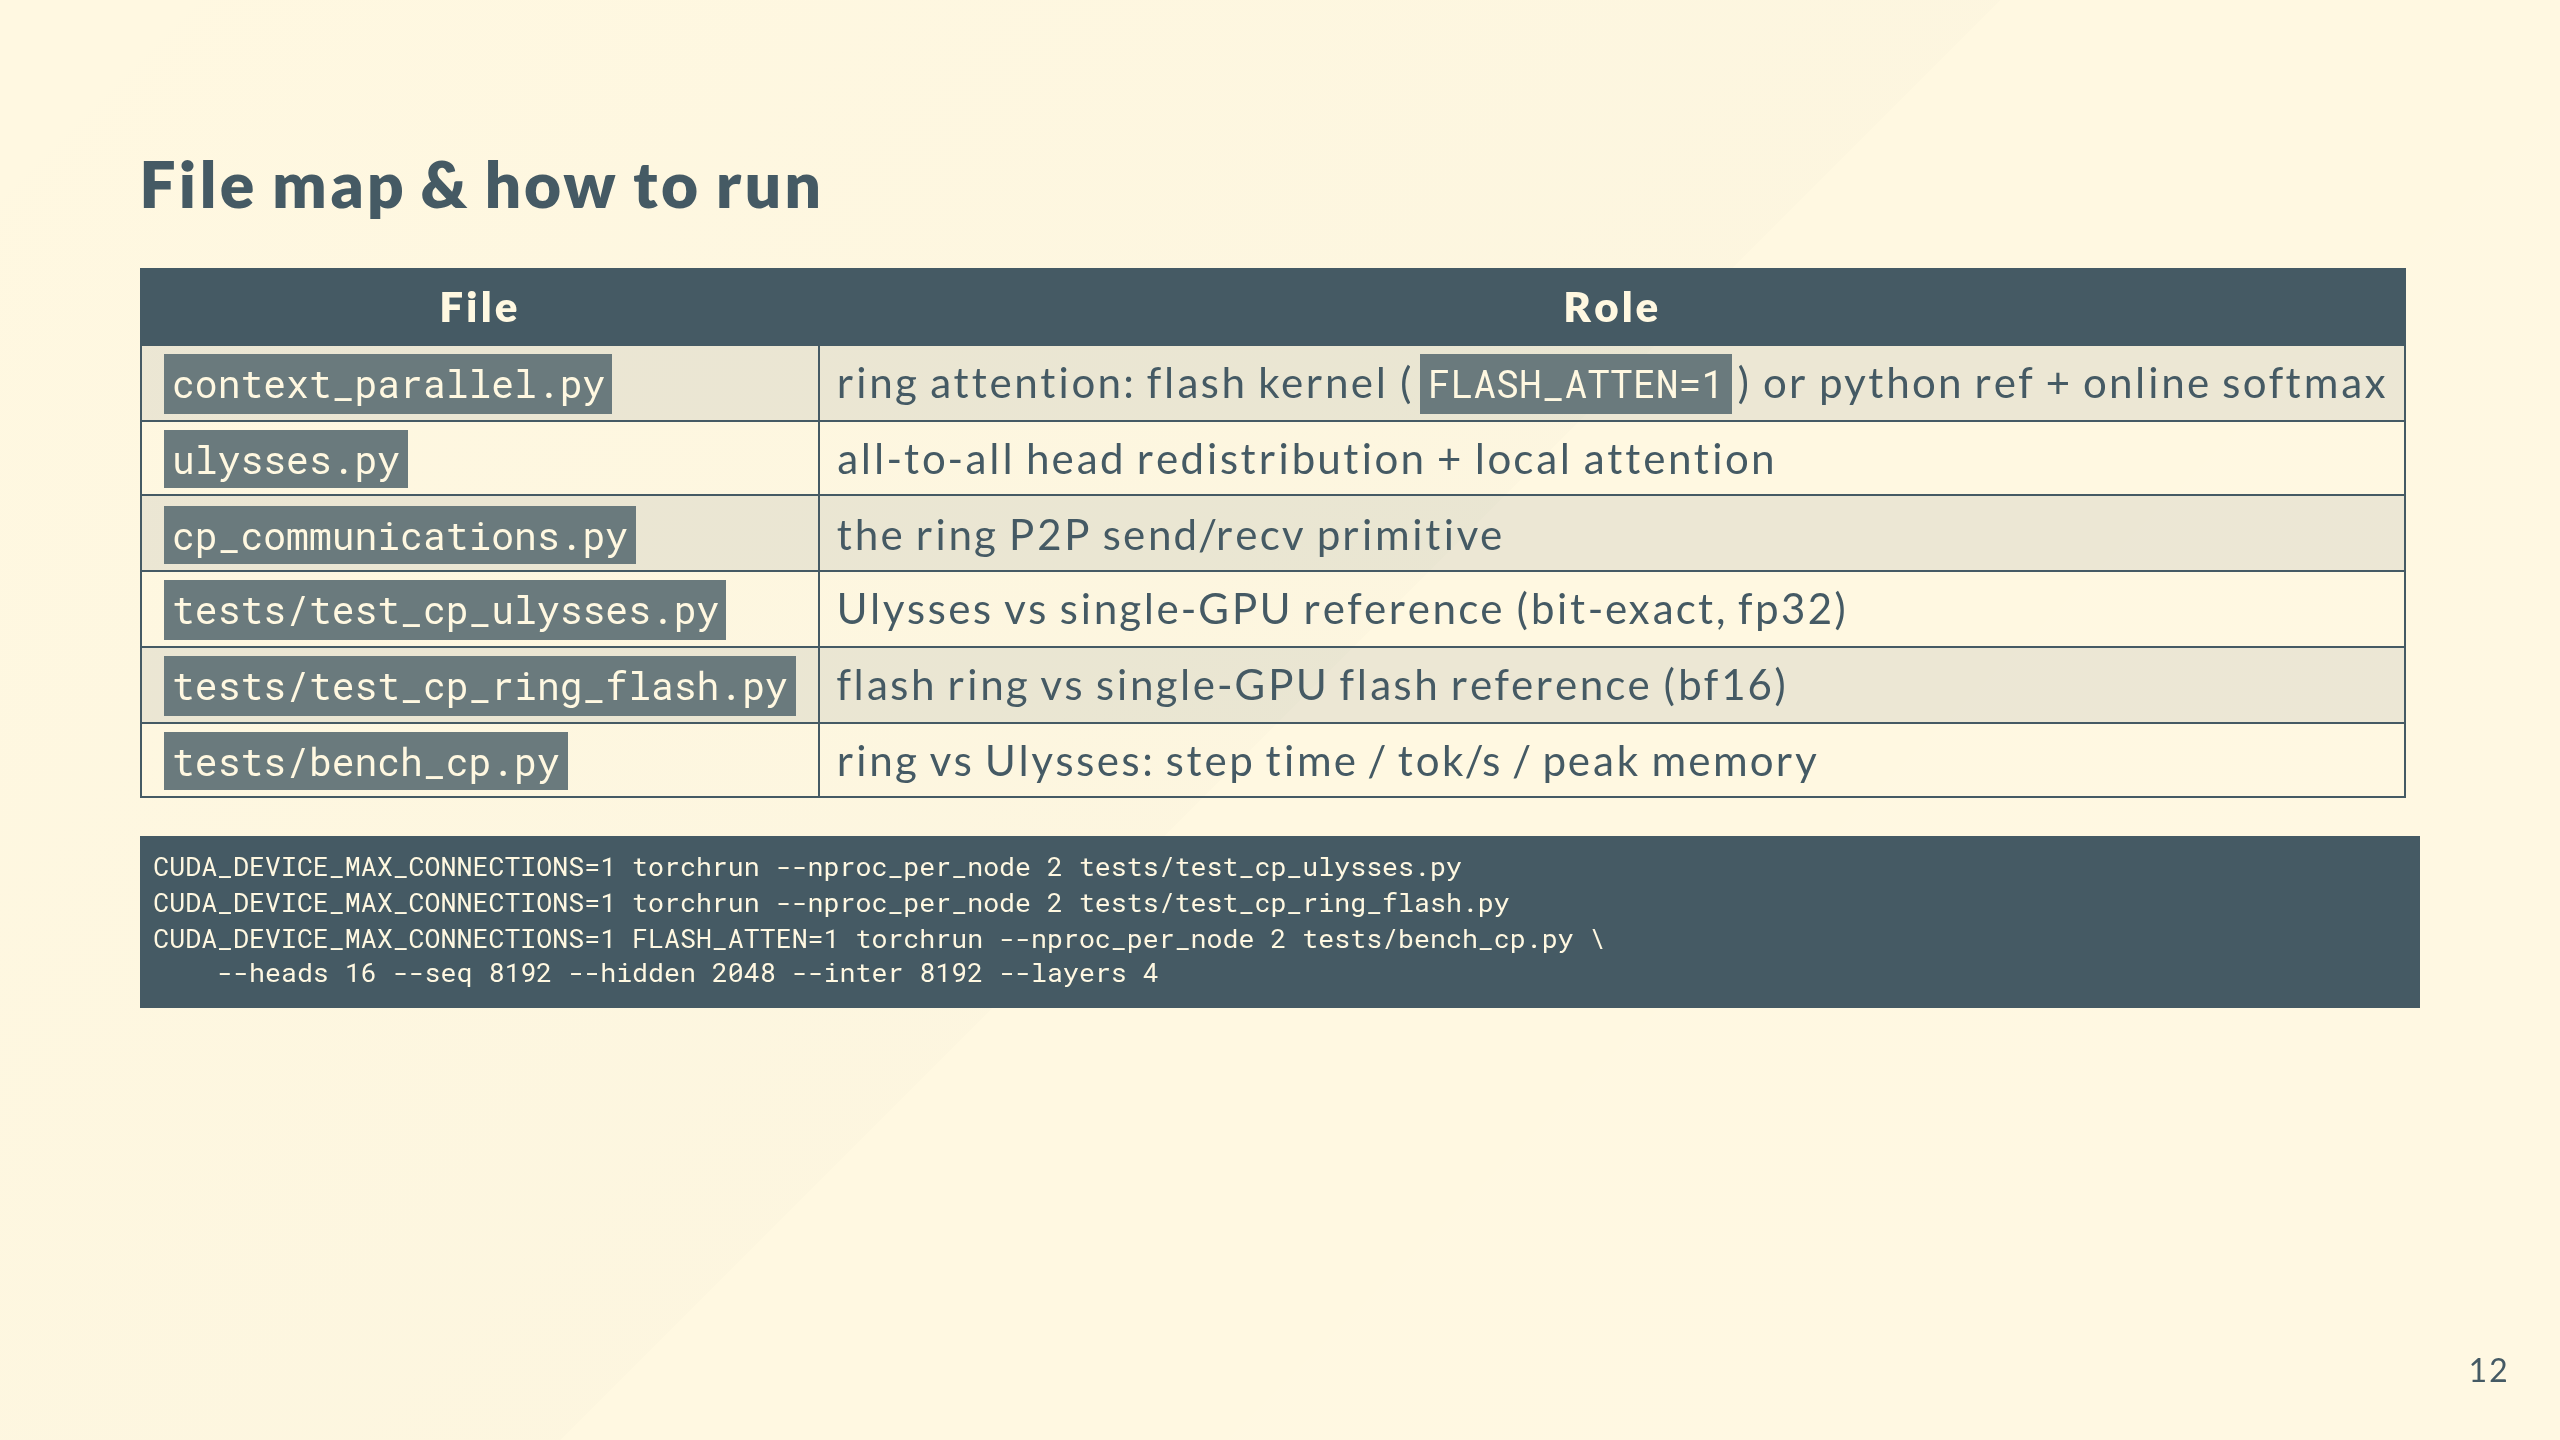 File map & how to run
File Role
context_parallel.py ring attention: flash kernel ( FLASH_ATTEN=1 ) or python ref + online softmax
ulysses.py all-to-all head redistribution + local attention
cp_communications.py the ring P2P send/recv primitive
tests/test_cp_ulysses.py Ulysses vs single-GPU reference (bit-exact, fp32)
tests/test_cp_ring_flash.py flash ring vs single-GPU flash reference (bf16)
tests/bench_cp.py ring vs Ulysses: step time / tok/s / peak memory
CUDA_DEVICE_MAX_CONNECTIONS=1 torchrun --nproc_per_node 2 tests/test_cp_ulysses.py
CUDA_DEVICE_MAX_CONNECTIONS=1 torchrun --nproc_per_node 2 tests/test_cp_ring_flash.py
CUDA_DEVICE_MAX_CONNECTIONS=1 FLASH_ATTEN=1 torchrun --nproc_per_node 2 tests/bench_cp.py \
    --heads 16 --seq 8192 --hidden 2048 --inter 8192 --layers 4
12